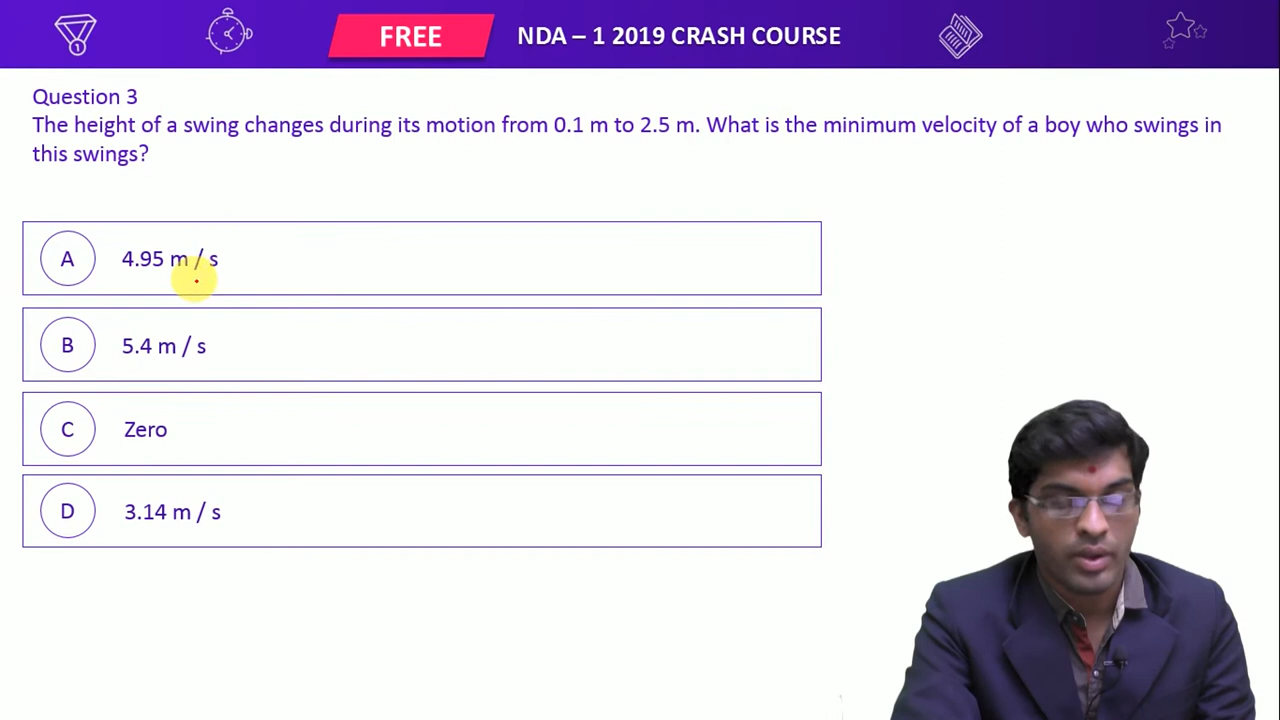 FREE
NDA – 1 2019 CRASH COURSE
Question 3
The height of a swing changes during its motion from 0.1 m to 2.5 m. What is the minimum velocity of a boy who swings in
this swings?
A 4.95 m / s
B 5.4 m / s
C Zero
D 3.14 m / s